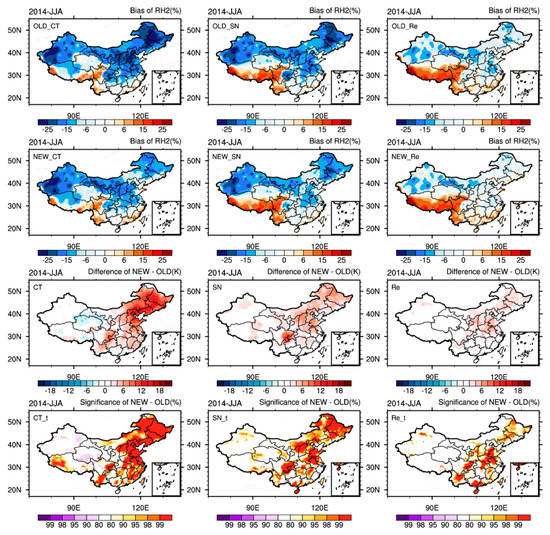 2014-JJA Bias of RH2(%) 2014-JJA Bias of RH2(%) 2014-JJA Bias of RH2(%)
50N OLD_CT 50N OLD_SN 50N OLD_Re
40N 40N 40N
30N 30N 30N
20N 20N 20N
90E 120E 90E 120E 90E 120E
-25 -15 -6 0 6 15 25 -25 -15 -6 0 6 15 25 -25 -15 -6 0 6 15 25
2014-JJA Bias of RH2(%) 2014-JJA Bias of RH2(%) 2014-JJA Bias of RH2(%)
50N NEW_CT 50N NEW_SN 50N NEW_Re
40N 40N 40N
30N 30N 30N
20N 20N 20N
90E 120E 90E 120E 90E 120E
-25 -15 -6 0 6 15 25 -25 -15 -6 0 6 15 25 -25 -15 -6 0 6 15 25
2014-JJA Difference of NEW - OLD(K) 2014-JJA Difference of NEW - OLD(K) 2014-JJA Difference of NEW - OLD(K)
50N CT 50N SN 50N Re
40N 40N 40N
30N 30N 30N
20N 20N 20N
90E 120E 90E 120E 90E 120E
-18 -12 -6 0 6 12 18 -18 -12 -6 0 6 12 18 -18 -12 -6 0 6 12 18
2014-JJA Significance of NEW - OLD(%) 2014-JJA Significance of NEW - OLD(%) 2014-JJA Significance of NEW - OLD(%)
50N CT_t 50N SN_t 50N Re_t
40N 40N 40N
30N 30N 30N
20N 20N 20N
90E 120E 90E 120E 90E 120E
99 98 95 90 80 80 90 95 98 99 99 98 95 90 80 80 90 95 98 99 99 98 95 90 80 80 90 95 98 99